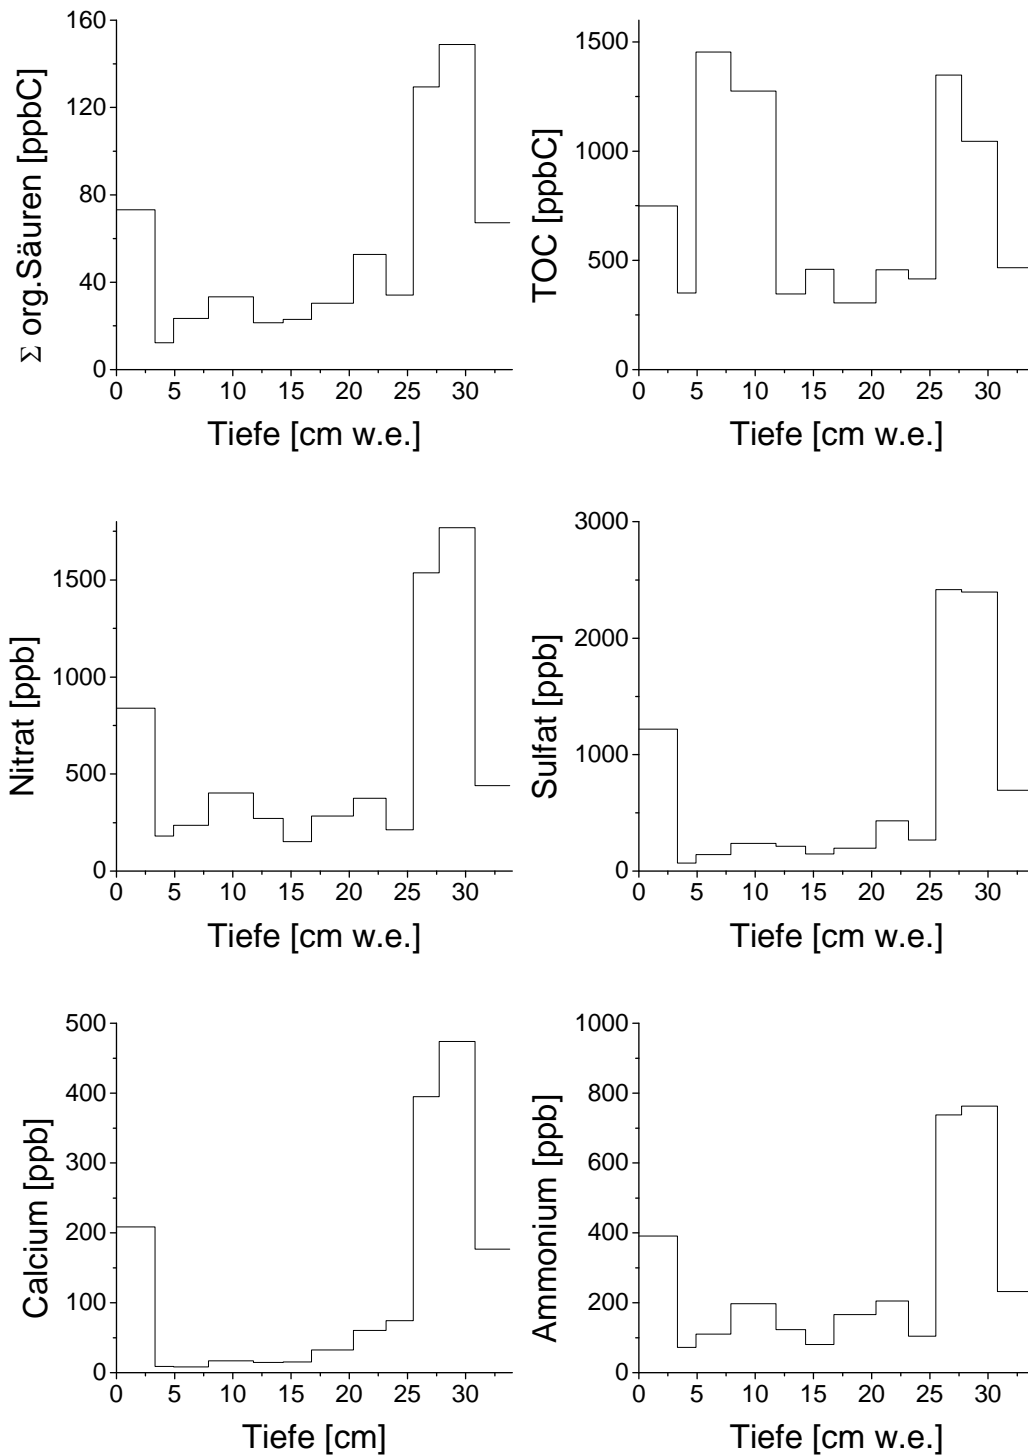 160
120
80
40
0
Σ org.Säuren [ppbC]
0 5 10 15 20 25 30
Tiefe [cm w.e.]
1500
1000
500
0
TOC [ppbC]
0 5 10 15 20 25 30
Tiefe [cm w.e.]
1500
1000
500
0
Nitrat [ppb]
0 5 10 15 20 25 30
Tiefe [cm w.e.]
3000
2000
1000
0
Sulfat [ppb]
0 5 10 15 20 25 30
Tiefe [cm w.e.]
500
400
300
200
100
0
Calcium [ppb]
0 5 10 15 20 25 30
Tiefe [cm]
1000
800
600
400
200
0
Ammonium [ppb]
0 5 10 15 20 25 30
Tiefe [cm w.e.]